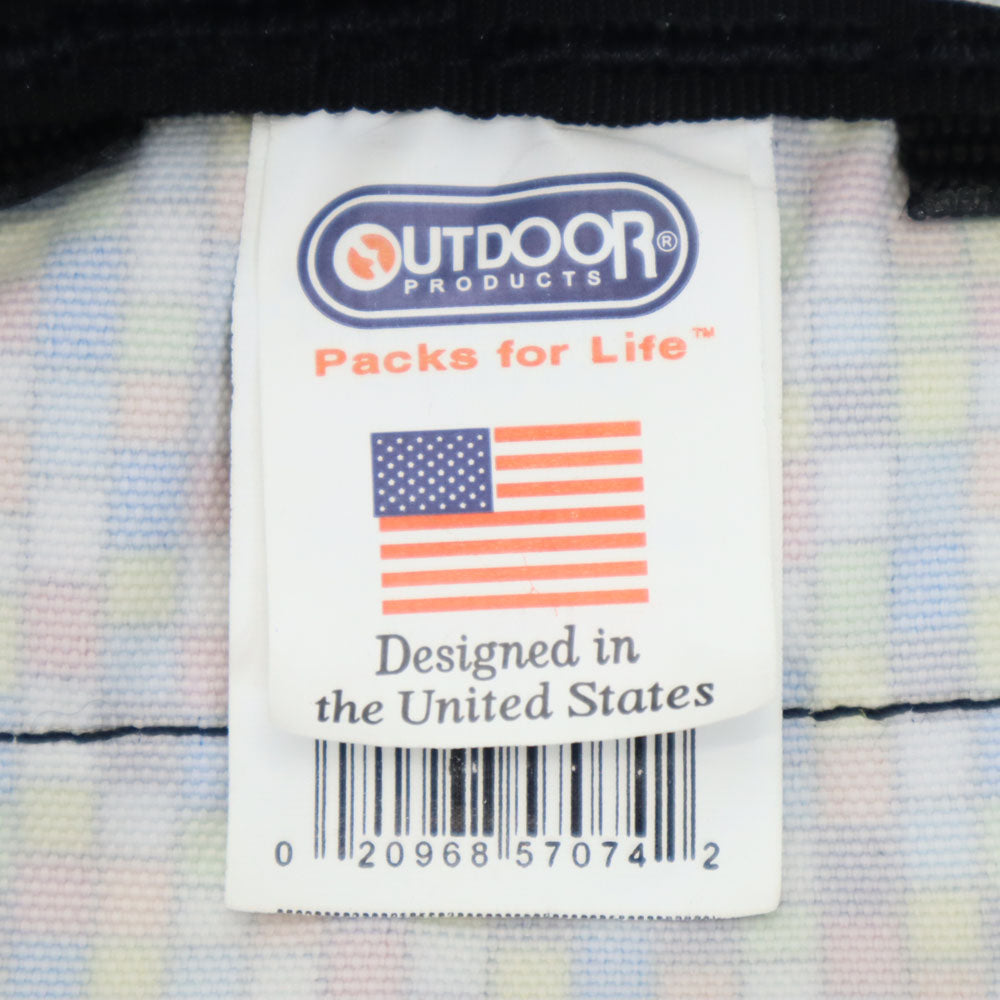 OUTDOOR®
PRODUCTS
Packs for Life™
Designed in
the United States
0 20968 57074 2